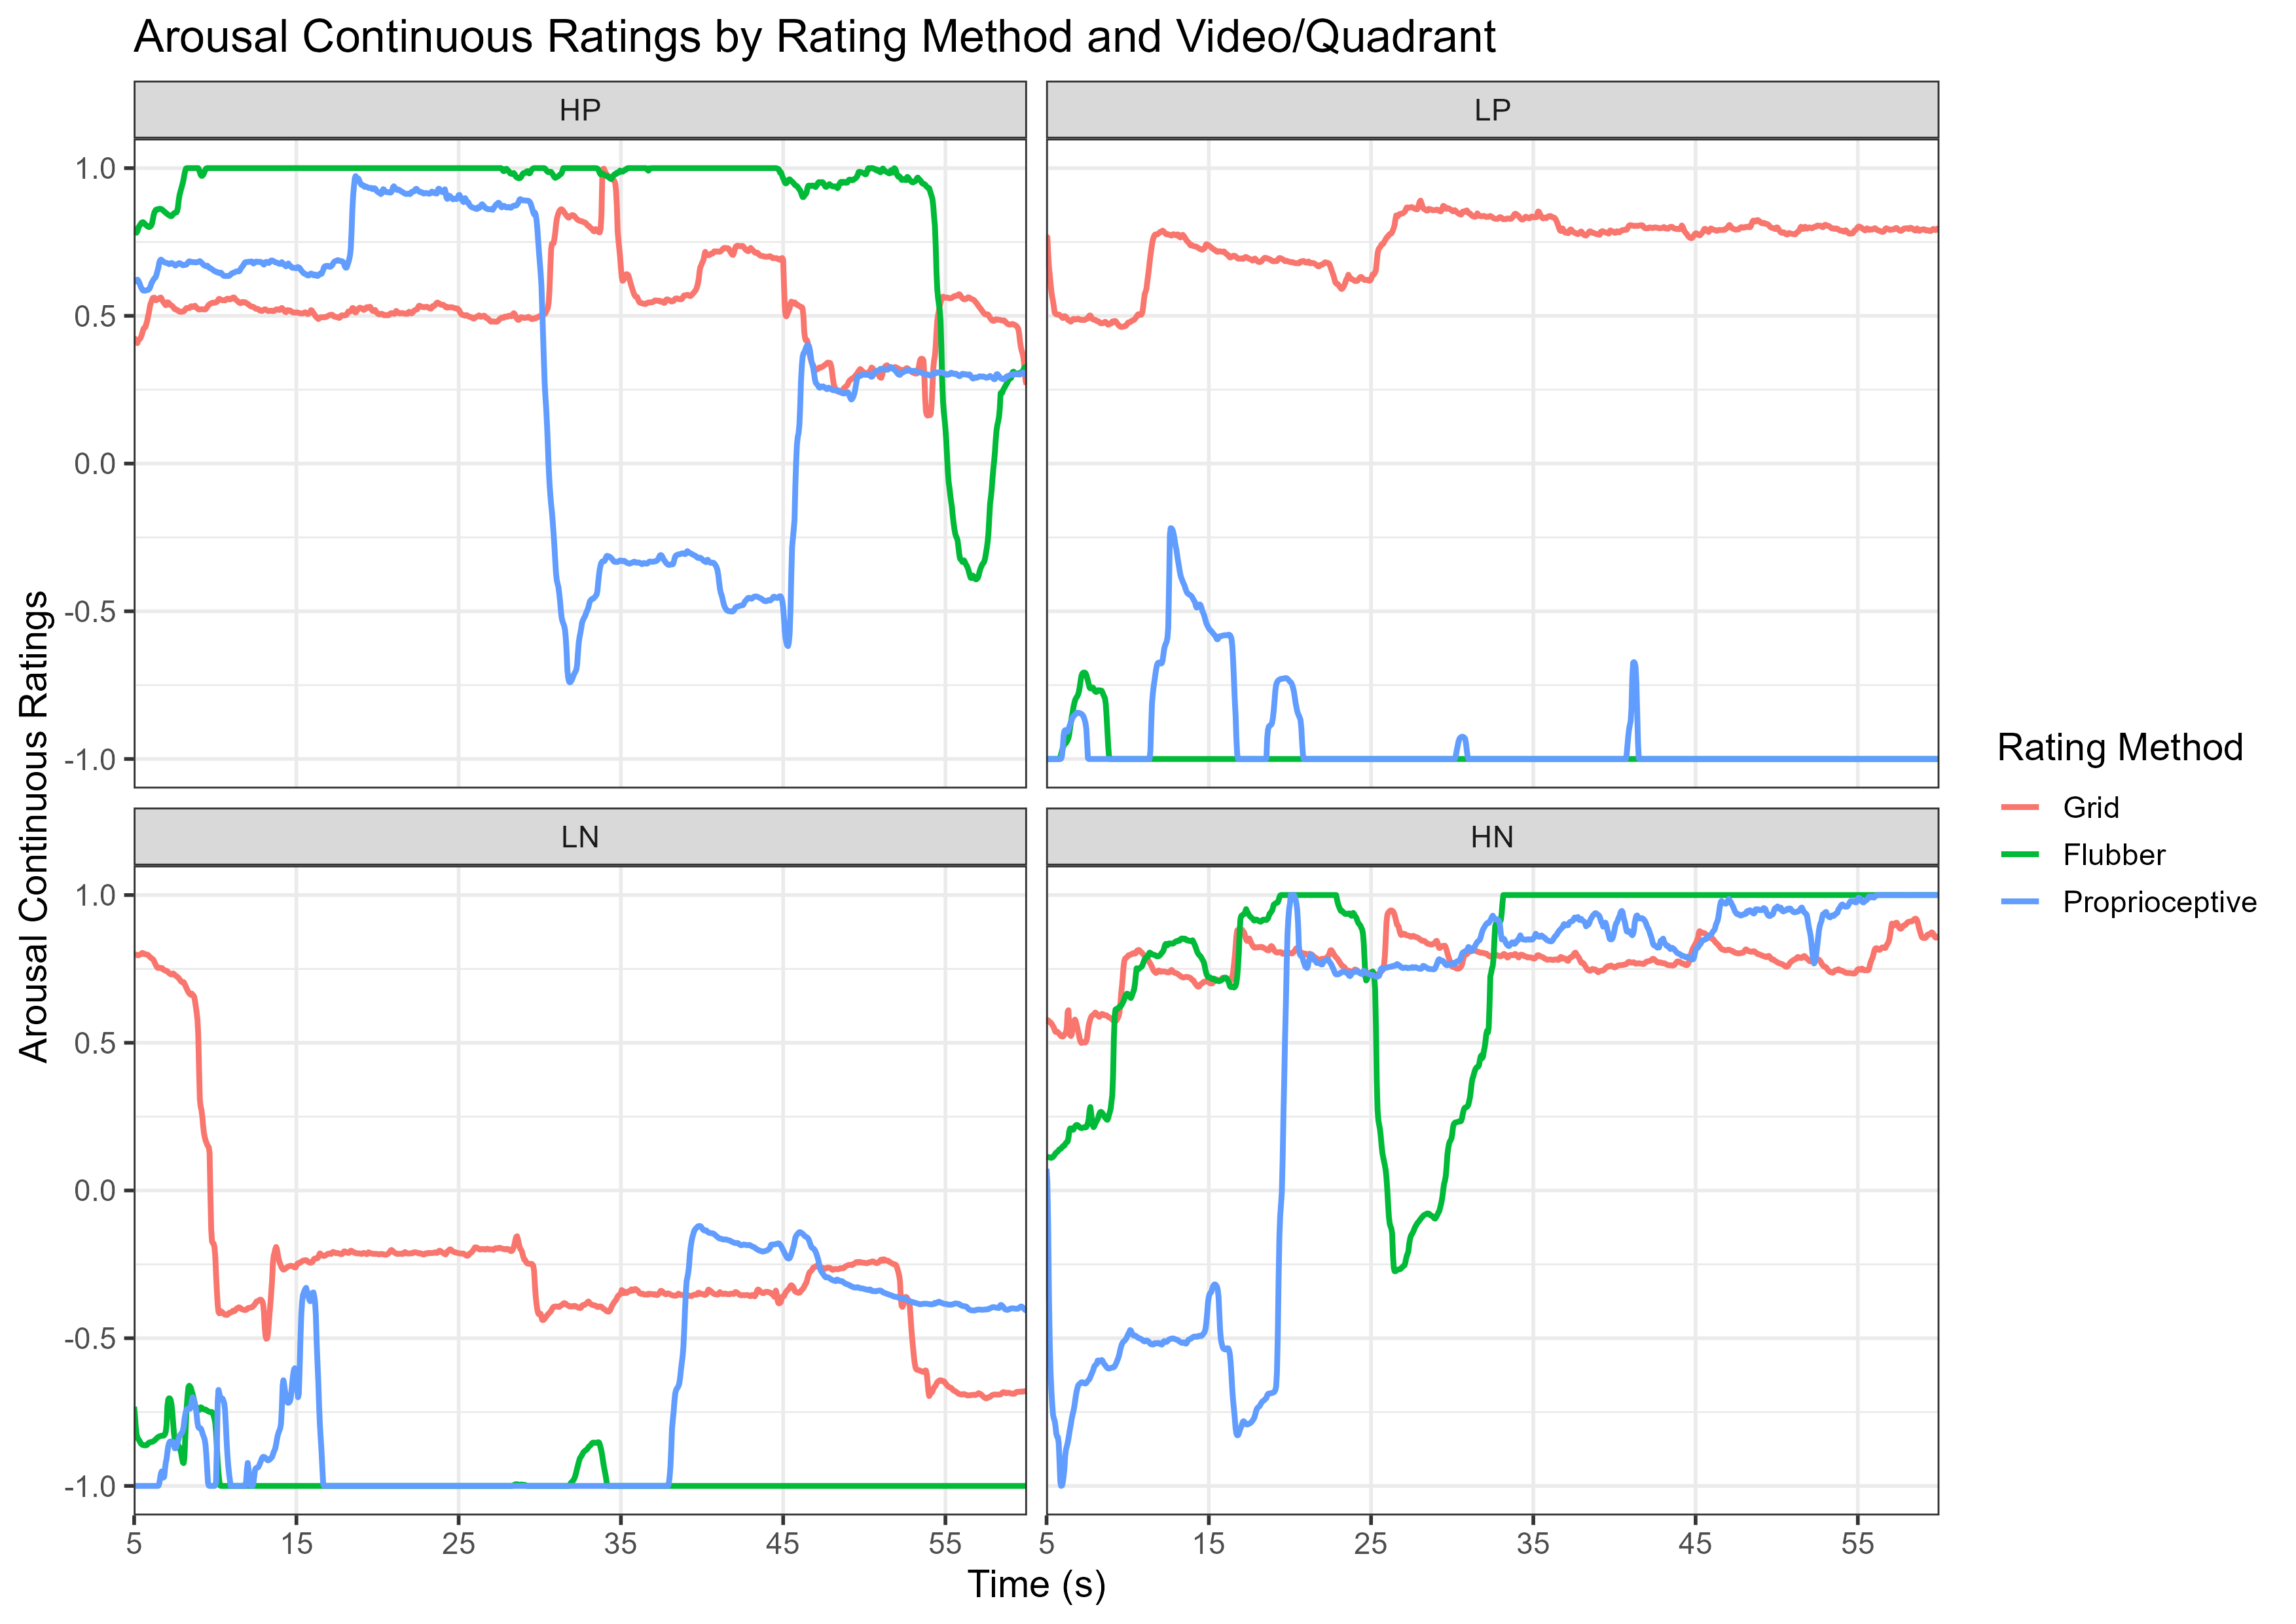 Arousal Continuous Ratings by Rating Method and Video/Quadrant
HP
LP
1.0
0.5
0.0
-0.5
-1.0
LN
HN
1.0
0.5
0.0
-0.5
-1.0
5 15 25 35 45 55
5 15 25 35 45 55
Time (s)
Arousal Continuous Ratings
Rating Method
Grid
Flubber
Proprioceptive